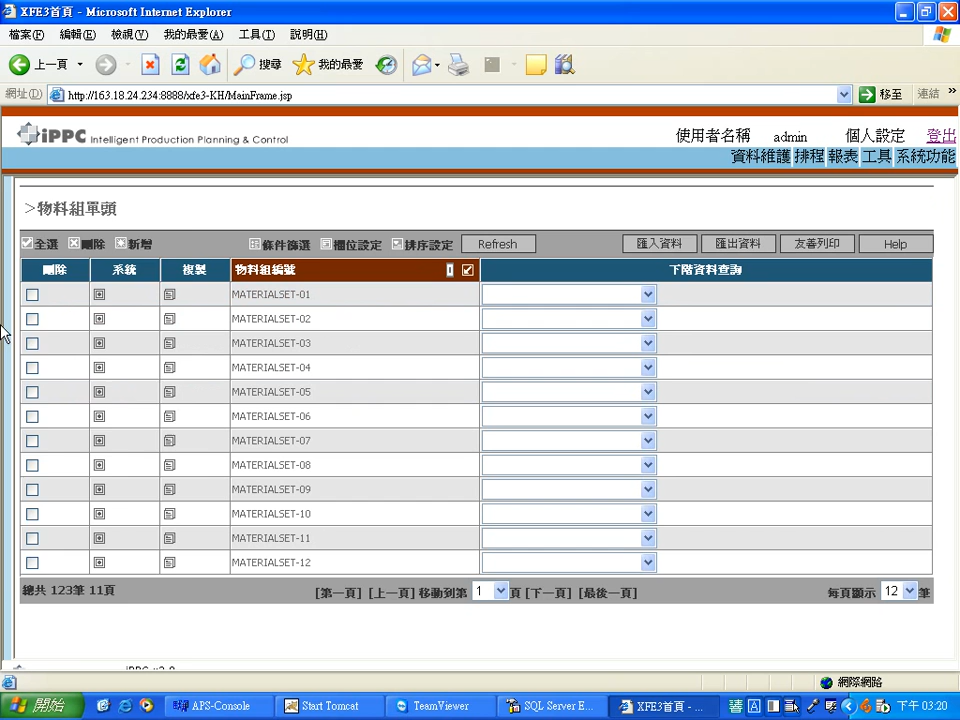 XFE3首頁 - Microsoft Internet Explorer
檔案(F) 編輯(E) 檢視(V) 我的最愛(A) 工具(T) 說明(H)
上一頁 搜尋 我的最愛
網址(D) http://163.18.24.234:8888/xfe3-KH/MainFrame.jsp 移至 連結 »
iPPC Intelligent Production Planning & Control 使用者名稱 admin 個人設定 登出
資料維護 排程 報表 工具 系統功能
>物料組單頭
全選 刪除 新增 條件篩選 欄位設定 排序設定 Refresh 匯入資料 匯出資料 友善列印 Help
刪除 系統 複製 物料組編號 1 下階資料查詢
MATERIALSET-01
MATERIALSET-02
MATERIALSET-03
MATERIALSET-04
MATERIALSET-05
MATERIALSET-06
MATERIALSET-07
MATERIALSET-08
MATERIALSET-09
MATERIALSET-10
MATERIALSET-11
MATERIALSET-12
總共 123筆 11頁 [第一頁] [上一頁] 移動到第 1 頁 [下一頁] [最後一頁] 每頁顯示 12 筆
網際網路
開始 APS-Console Start Tomcat TeamViewer SQL Server E... XFE3首頁 - ... 下午 03:20